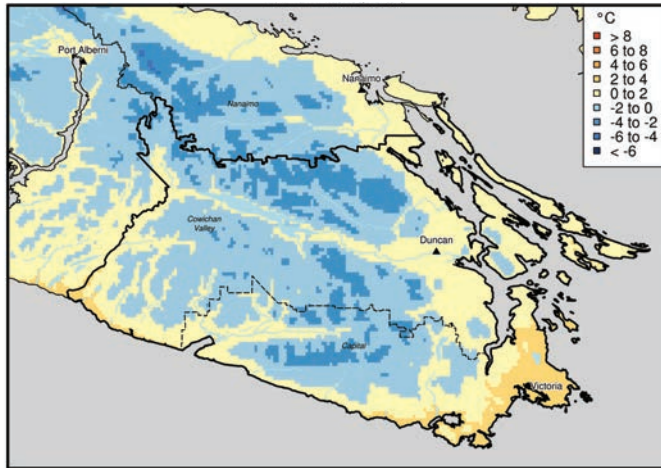 °C
> 8
6 to 8
4 to 6
2 to 4
0 to 2
-2 to 0
-4 to -2
-6 to -4
< -6
Port Alberni
Nanaimo
Nanaimo
Cowichan
Valley
Duncan
Capital
Victoria